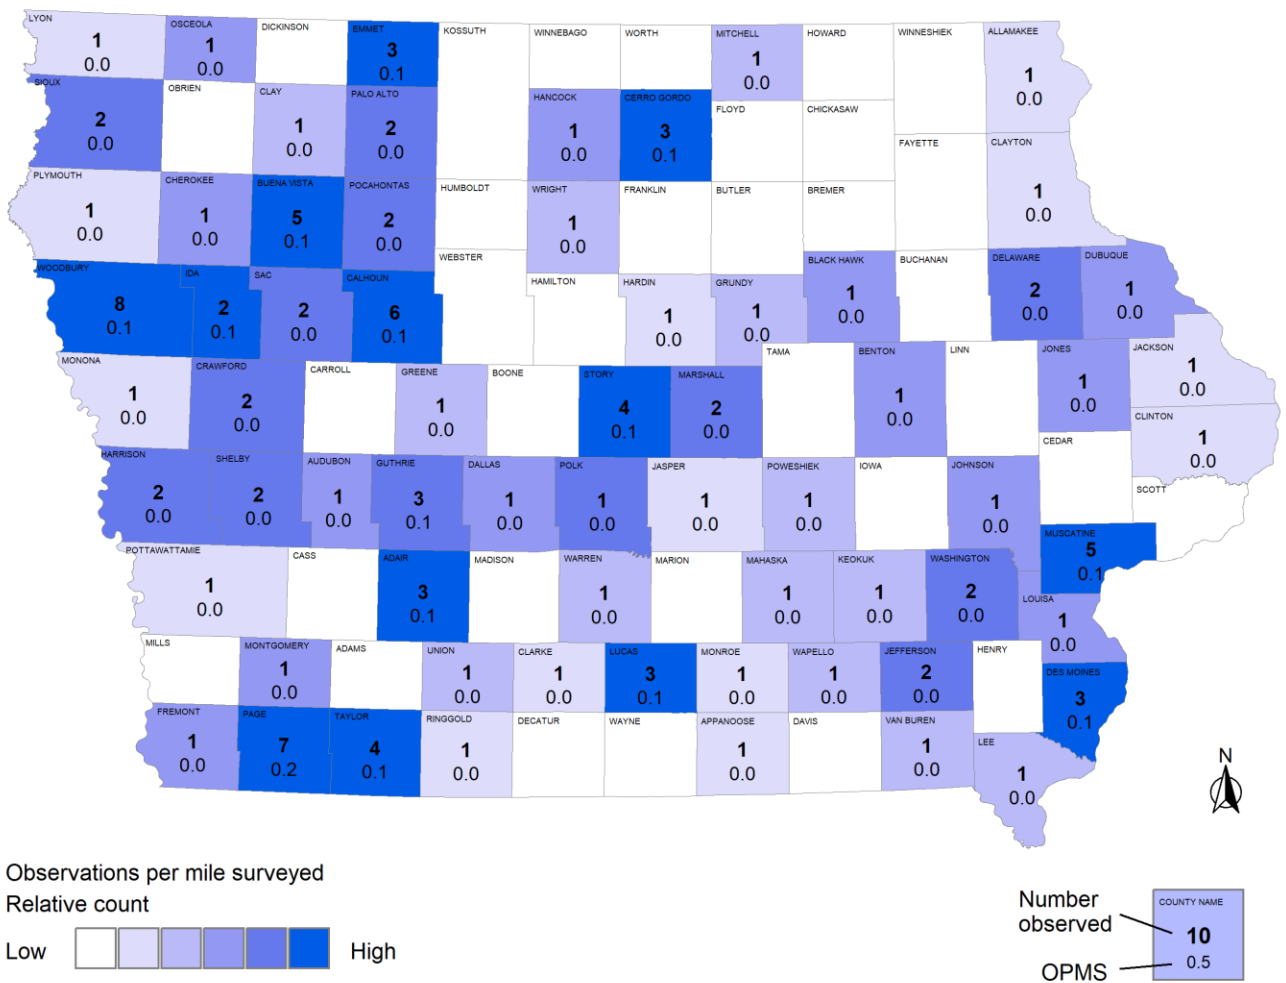 LYON
1
0.0
OSCEOLA
1
0.0
DICKINSON
EMMET
3
0.1
KOSSUTH
WINNEBAGO
WORTH
MITCHELL
1
0.0
HOWARD
WINNESHIEK
ALLAMAKEE
1
0.0
SIOUX
2
0.0
OBRIEN
CLAY
1
0.0
PALO ALTO
2
0.0
HANCOCK
1
0.0
CERRO GORDO
3
0.1
FLOYD
CHICKASAW
FAYETTE
CLAYTON
1
0.0
PLYMOUTH
1
0.0
CHEROKEE
1
0.0
BUENA VISTA
5
0.1
POCAHONTAS
2
0.0
HUMBOLDT
WRIGHT
1
0.0
FRANKLIN
BUTLER
BREMER
WOODBURY
8
0.1
IDA
2
0.1
SAC
2
0.0
CALHOUN
6
0.1
WEBSTER
HAMILTON
HARDIN
1
0.0
GRUNDY
1
0.0
BLACK HAWK
1
0.0
BUCHANAN
DELAWARE
2
0.0
DUBUQUE
1
0.0
MONONA
1
0.0
CRAWFORD
2
0.0
CARROLL
GREENE
1
0.0
BOONE
STORY
4
0.1
MARSHALL
2
0.0
TAMA
BENTON
1
0.0
LINN
JONES
1
0.0
JACKSON
1
0.0
CLINTON
1
0.0
CEDAR
HARRISON
2
0.0
SHELBY
2
0.0
AUDUBON
1
0.0
GUTHRIE
3
0.1
DALLAS
1
0.0
POLK
1
0.0
JASPER
1
0.0
POWESHIEK
1
0.0
IOWA
JOHNSON
1
0.0
SCOTT
MUSCATINE
5
0.1
POTTAWATTAMIE
1
0.0
CASS
ADAIR
3
0.1
MADISON
WARREN
1
0.0
MARION
MAHASKA
1
0.0
KEOKUK
1
0.0
WASHINGTON
2
0.0
LOUISA
1
0.0
MILLS
MONTGOMERY
1
0.0
ADAMS
UNION
1
0.0
CLARKE
1
0.0
LUCAS
3
0.1
MONROE
1
0.0
WAPELLO
1
0.0
JEFFERSON
2
0.0
HENRY
DES MOINES
3
0.1
FREMONT
1
0.0
PAGE
7
0.2
TAYLOR
4
0.1
RINGGOLD
1
0.0
DECATUR
WAYNE
APPANOOSE
1
0.0
DAVIS
VAN BUREN
1
0.0
LEE
1
0.0
N
Observations per mile surveyed
Relative count
Low
High
Number
observed
OPMS
COUNTY NAME
10
0.5